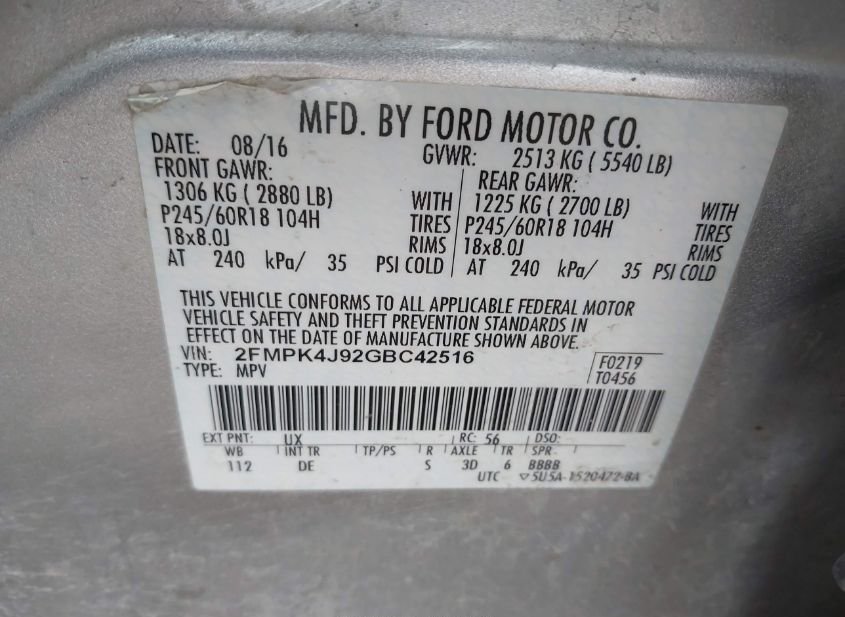 MFD. BY FORD MOTOR CO.
DATE: 08/16 GVWR: 2513 KG ( 5540 LB)
FRONT GAWR: REAR GAWR:
1306 KG ( 2880 LB) WITH 1225 KG ( 2700 LB) WITH
P245/60R18 104H TIRES P245/60R18 104H TIRES
18x8.0J RIMS 18x8.0J RIMS
AT 240 kPa/ 35 PSI COLD AT 240 kPa/ 35 PSI COLD
THIS VEHICLE CONFORMS TO ALL APPLICABLE FEDERAL MOTOR
VEHICLE SAFETY AND THEFT PREVENTION STANDARDS IN
EFFECT ON THE DATE OF MANUFACTURE SHOWN ABOVE.
VIN: 2FMPK4J92GBC42516 F0219
TYPE: MPV T0456
EXT PNT: UX RC: 56 DSO:
WB INT TR TP/PS R AXLE TR SPR
112 DE S 3D 6 BBBB
UTC ▽5U5A-1520472-BA